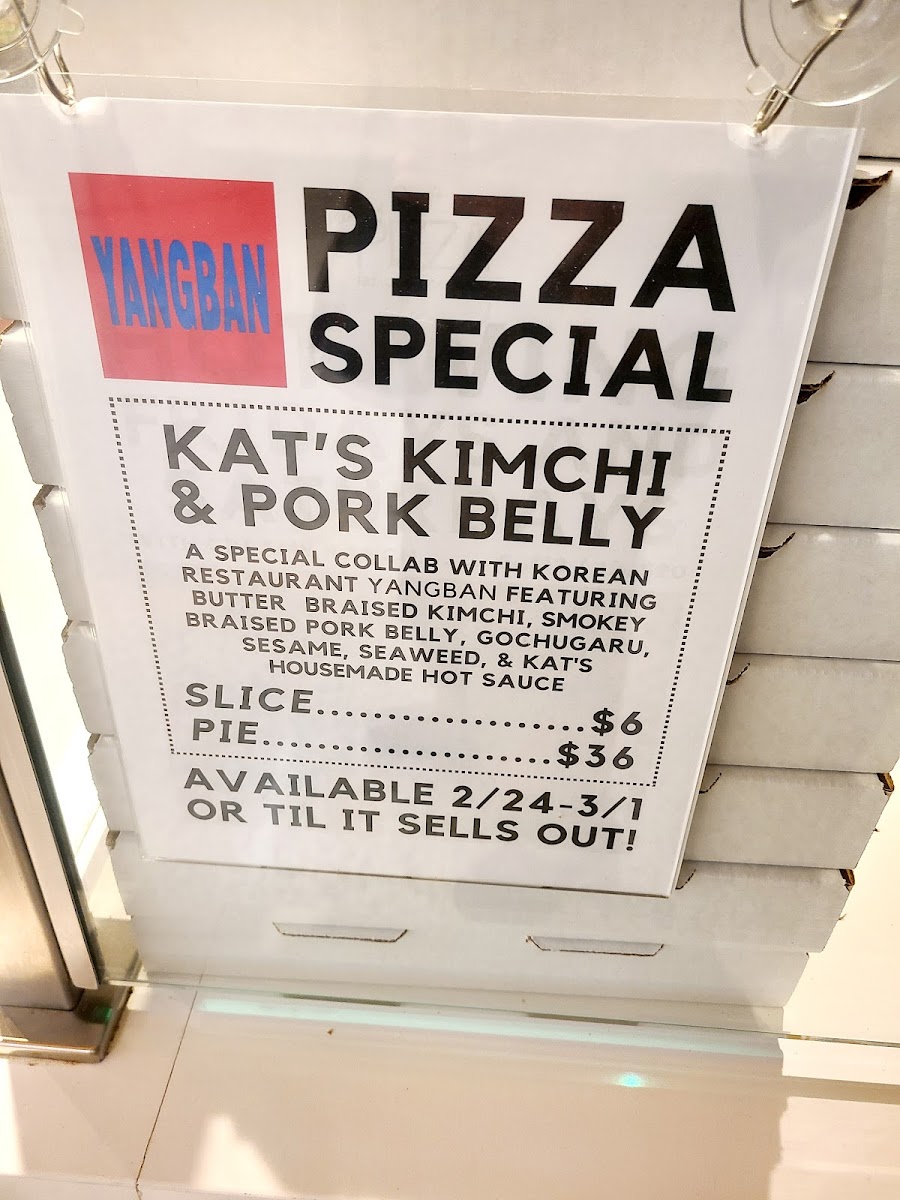 YANGBAN
PIZZA
SPECIAL
KAT'S KIMCHI
& PORK BELLY
A SPECIAL COLLAB WITH KOREAN
RESTAURANT YANGBAN FEATURING
BUTTER BRAISED KIMCHI, SMOKEY
BRAISED PORK BELLY, GOCHUGARU,
SESAME, SEAWEED, & KAT'S
HOUSEMADE HOT SAUCE
SLICE...................$6
PIE.....................$36
AVAILABLE 2/24-3/1
OR TIL IT SELLS OUT!